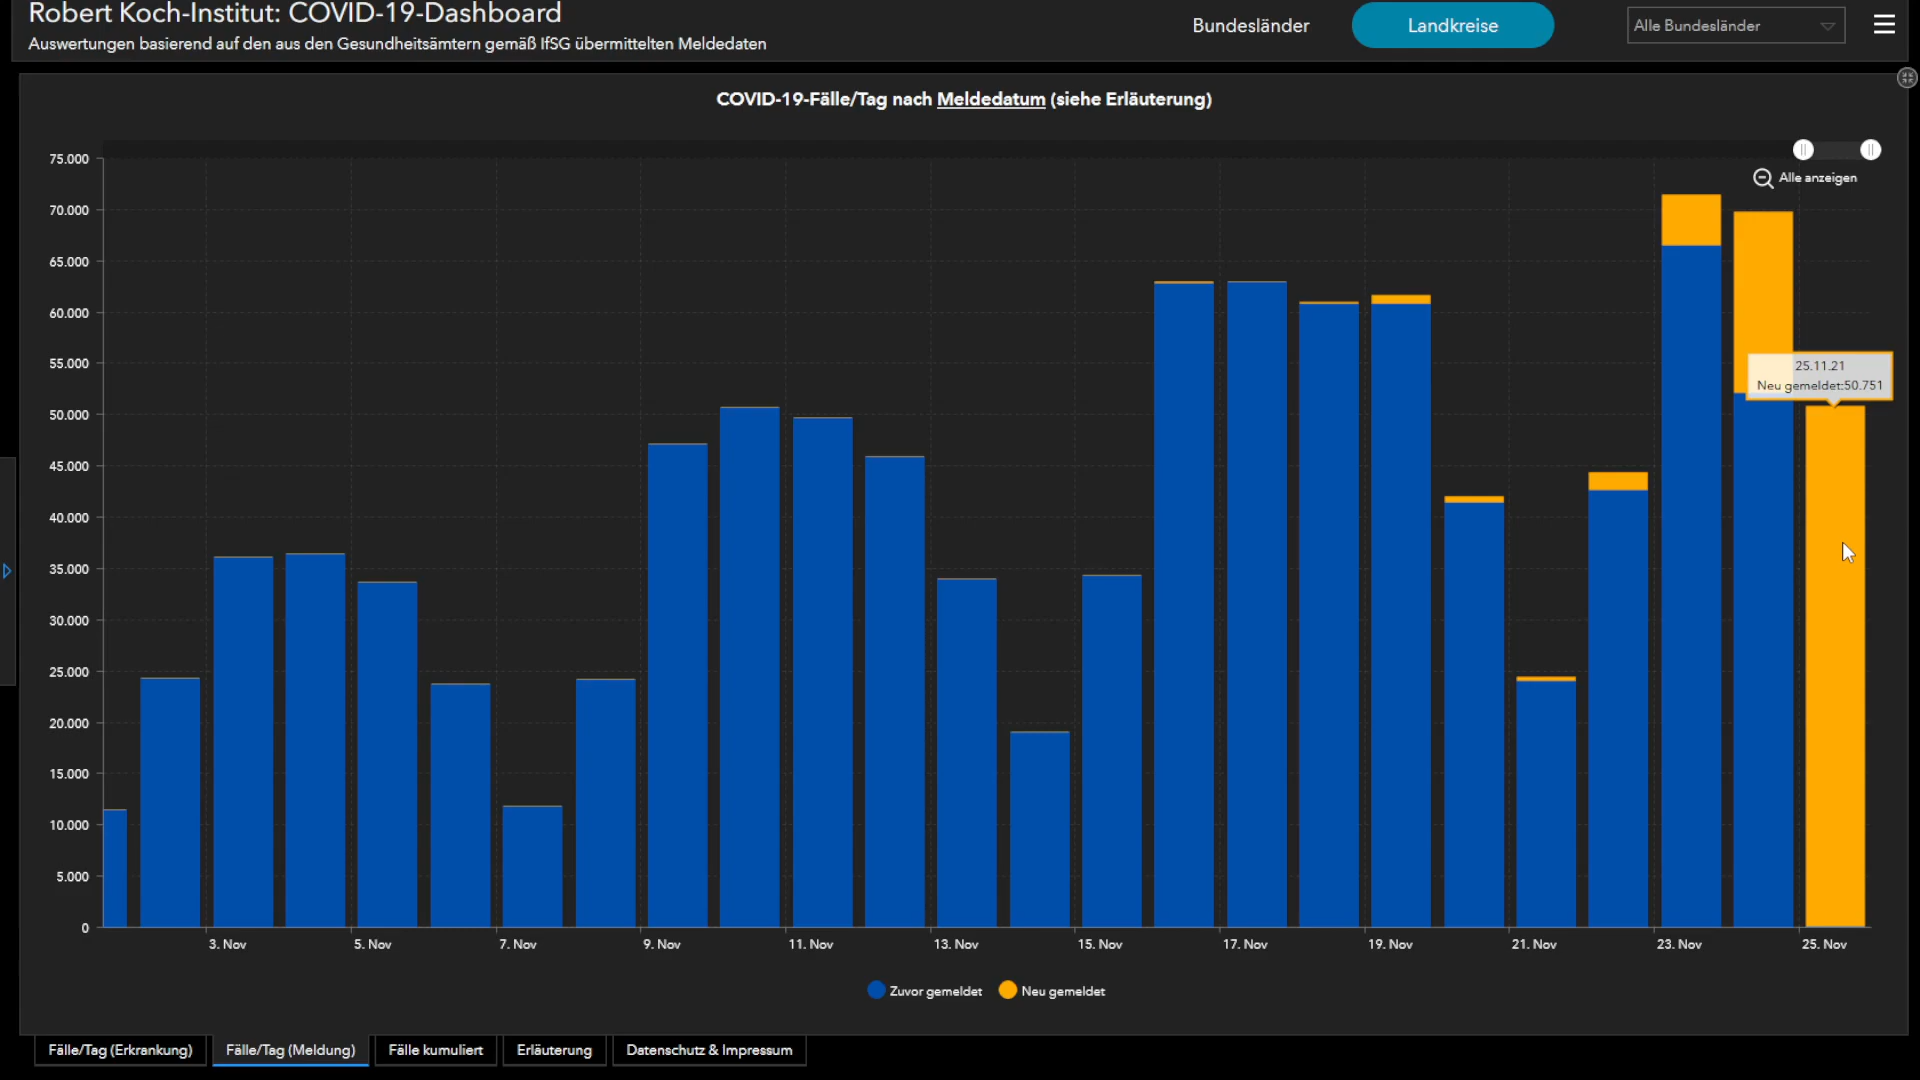 Robert Koch-Institut: COVID-19-Dashboard
Auswertungen basierend auf den aus den Gesundheitsämtern gemäß IfSG übermittelten Meldedaten
Bundesländer
Landkreise
Alle Bundesländer
COVID-19-Fälle/Tag nach Meldedatum (siehe Erläuterung)
Alle anzeigen
75.000
70.000
65.000
60.000
55.000
50.000
45.000
40.000
35.000
30.000
25.000
20.000
15.000
10.000
5.000
0
25.11.21
Neu gemeldet:50.751
3. Nov
5. Nov
7. Nov
9. Nov
11. Nov
13. Nov
15. Nov
17. Nov
19. Nov
21. Nov
23. Nov
25. Nov
Zuvor gemeldet
Neu gemeldet
Fälle/Tag (Erkrankung)
Fälle/Tag (Meldung)
Fälle kumuliert
Erläuterung
Datenschutz & Impressum